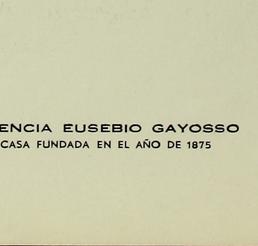 ENCIA EUSEBIO GAYOSSO
CASA FUNDADA EN EL AÑO DE 1875